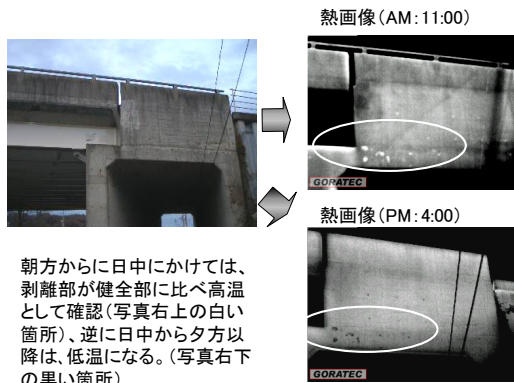 熱画像(AM:11:00)
GORATEC
熱画像(PM:4:00)
GORATEC
朝方からに日中にかけては、
剥離部が健全部に比べ高温
として確認(写真右上の白い
箇所)、逆に日中から夕方以
降は、低温になる。(写真右下
の黒い箇所)